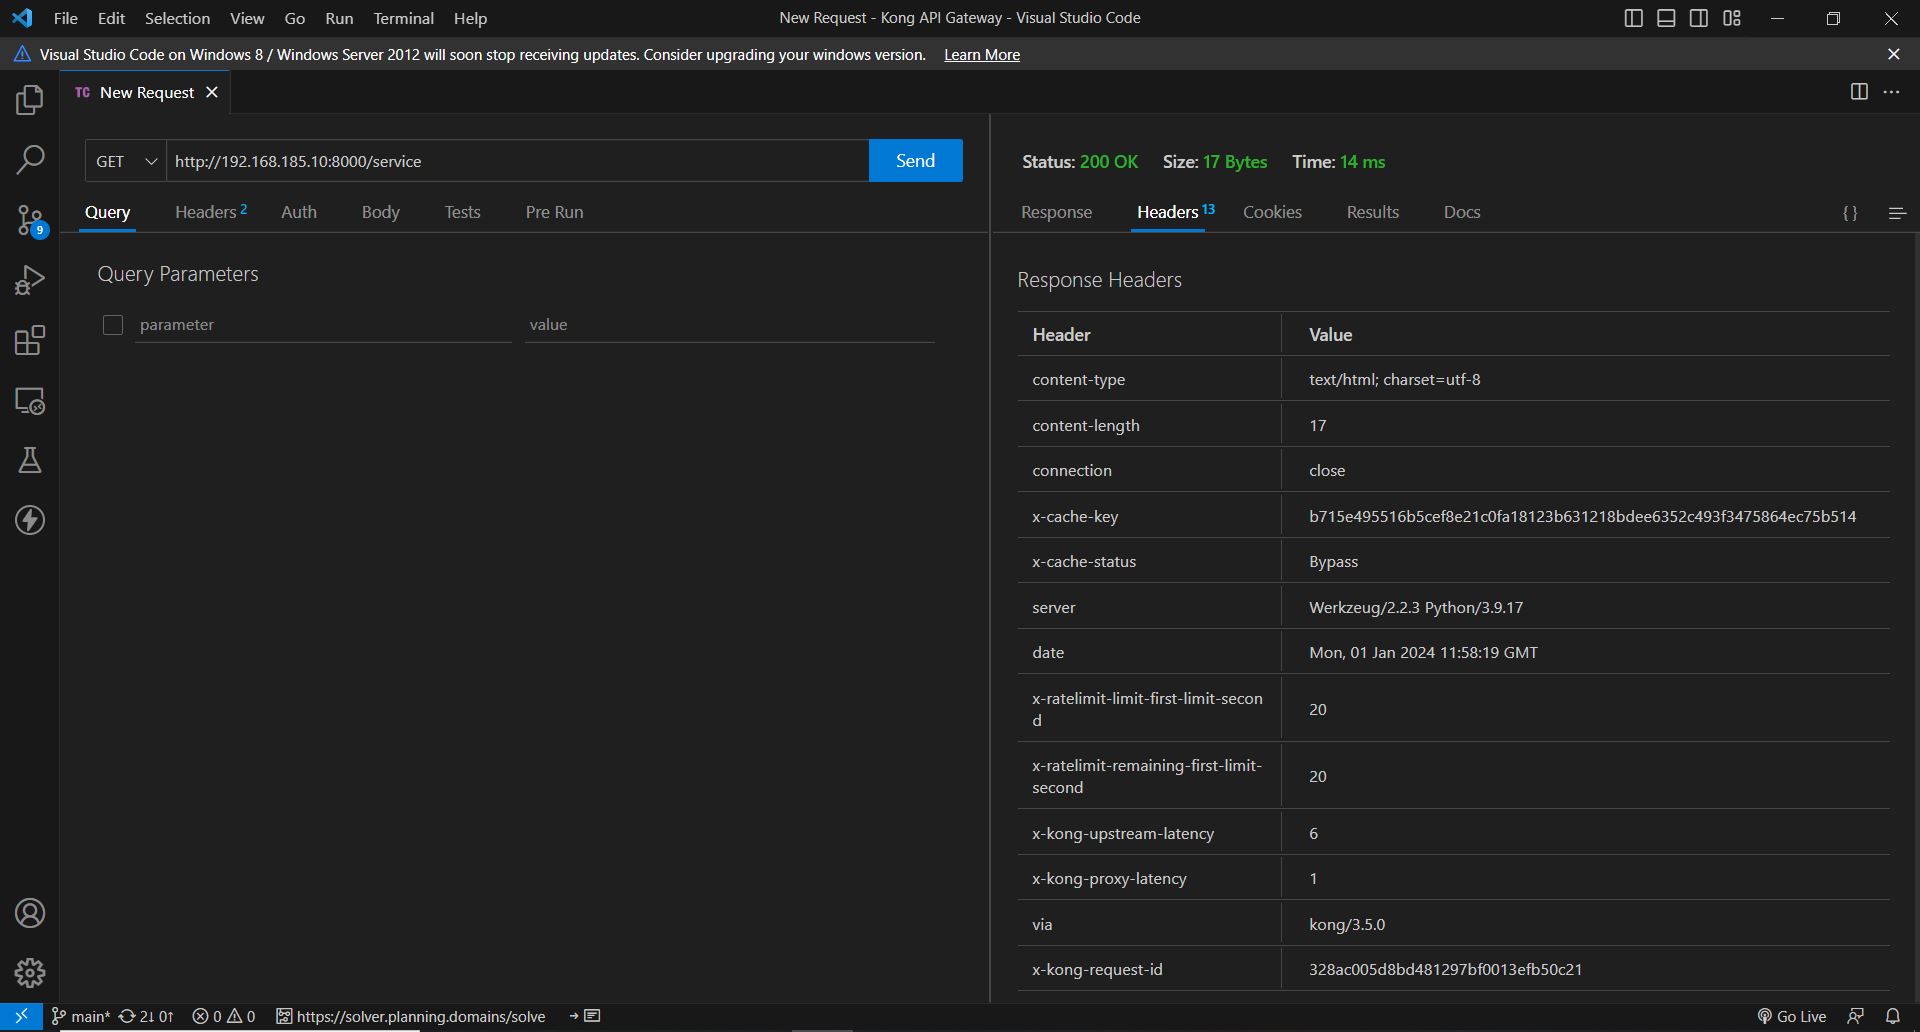 File Edit Selection View Go Run Terminal Help
New Request - Kong API Gateway - Visual Studio Code
Visual Studio Code on Windows 8 / Windows Server 2012 will soon stop receiving updates. Consider upgrading your windows version. Learn More
TC New Request
GET http://192.168.185.10:8000/service Send
Query Headers 2 Auth Body Tests Pre Run
9
Query Parameters
parameter value
Status: 200 OK Size: 17 Bytes Time: 14 ms
Response Headers 13 Cookies Results Docs {}
Response Headers
Header Value
content-type text/html; charset=utf-8
content-length 17
connection close
x-cache-key b715e495516b5cef8e21c0fa18123b631218bdee6352c493f3475864ec75b514
x-cache-status Bypass
server Werkzeug/2.2.3 Python/3.9.17
date Mon, 01 Jan 2024 11:58:19 GMT
x-ratelimit-limit-first-limit-secon
d 20
x-ratelimit-remaining-first-limit-
second 20
x-kong-upstream-latency 6
x-kong-proxy-latency 1
via kong/3.5.0
x-kong-request-id 328ac005d8bd481297bf0013efb50c21
main* 2↓ 0↑ 0 0 https://solver.planning.domains/solve Go Live